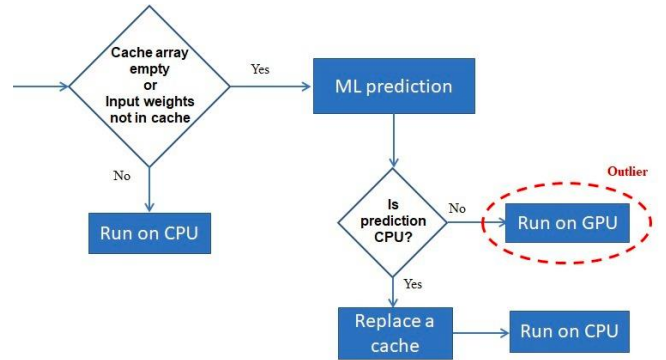 Cache array
empty
or
Input weights
not in cache
Yes
ML prediction
No
Run on CPU
Is
prediction
CPU?
No
Outlier
Run on GPU
Yes
Replace a
cache
Run on CPU